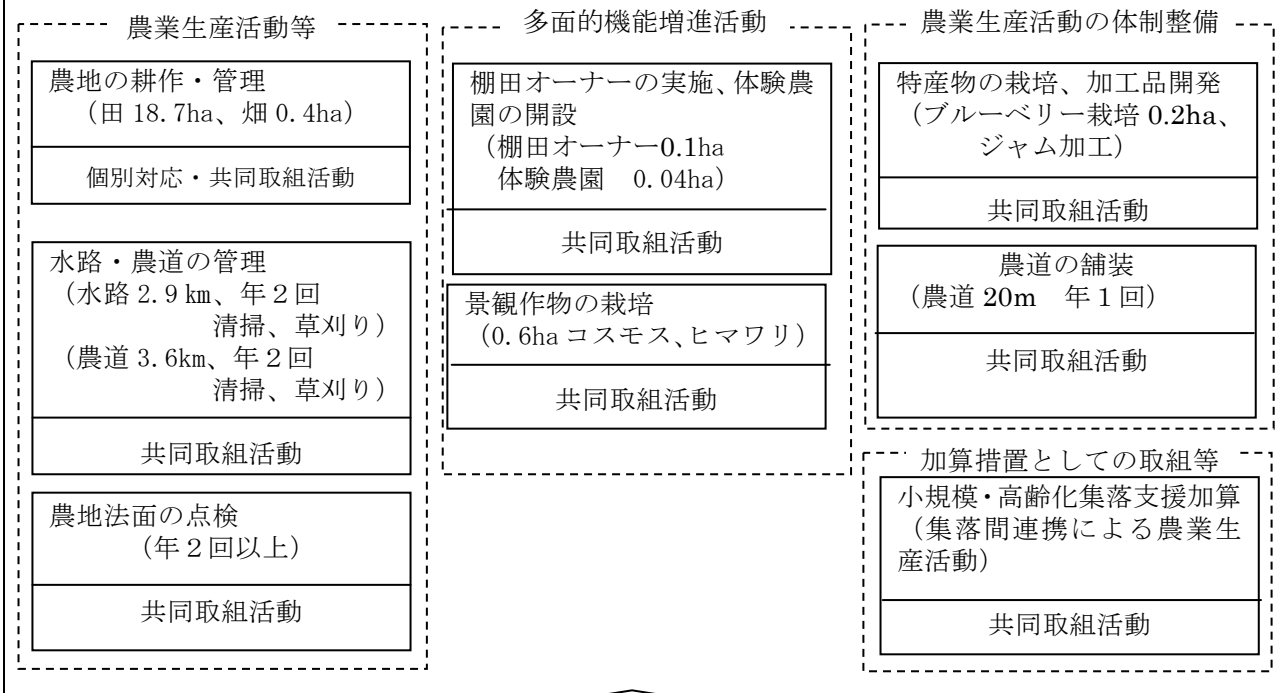 農業生産活動等
農地の耕作・管理
（田 18.7ha、畑 0.4ha）
個別対応・共同取組活動
水路・農道の管理
（水路 2.9 ㎞、年２回
清掃、草刈り）
（農道 3.6km、年２回
清掃、草刈り）
共同取組活動
農地法面の点検
（年２回以上）
共同取組活動
多面的機能増進活動
棚田オーナーの実施、体験農
園の開設
（棚田オーナー0.1ha
体験農園　0.04ha）
共同取組活動
景観作物の栽培
（0.6ha コスモス、ヒマワリ）
共同取組活動
農業生産活動の体制整備
特産物の栽培、加工品開発
（ブルーベリー栽培 0.2ha、
ジャム加工）
共同取組活動
農道の舗装
（農道 20m　年１回）
共同取組活動
加算措置としての取組等
小規模・高齢化集落支援加算
（集落間連携による農業生
産活動）
共同取組活動